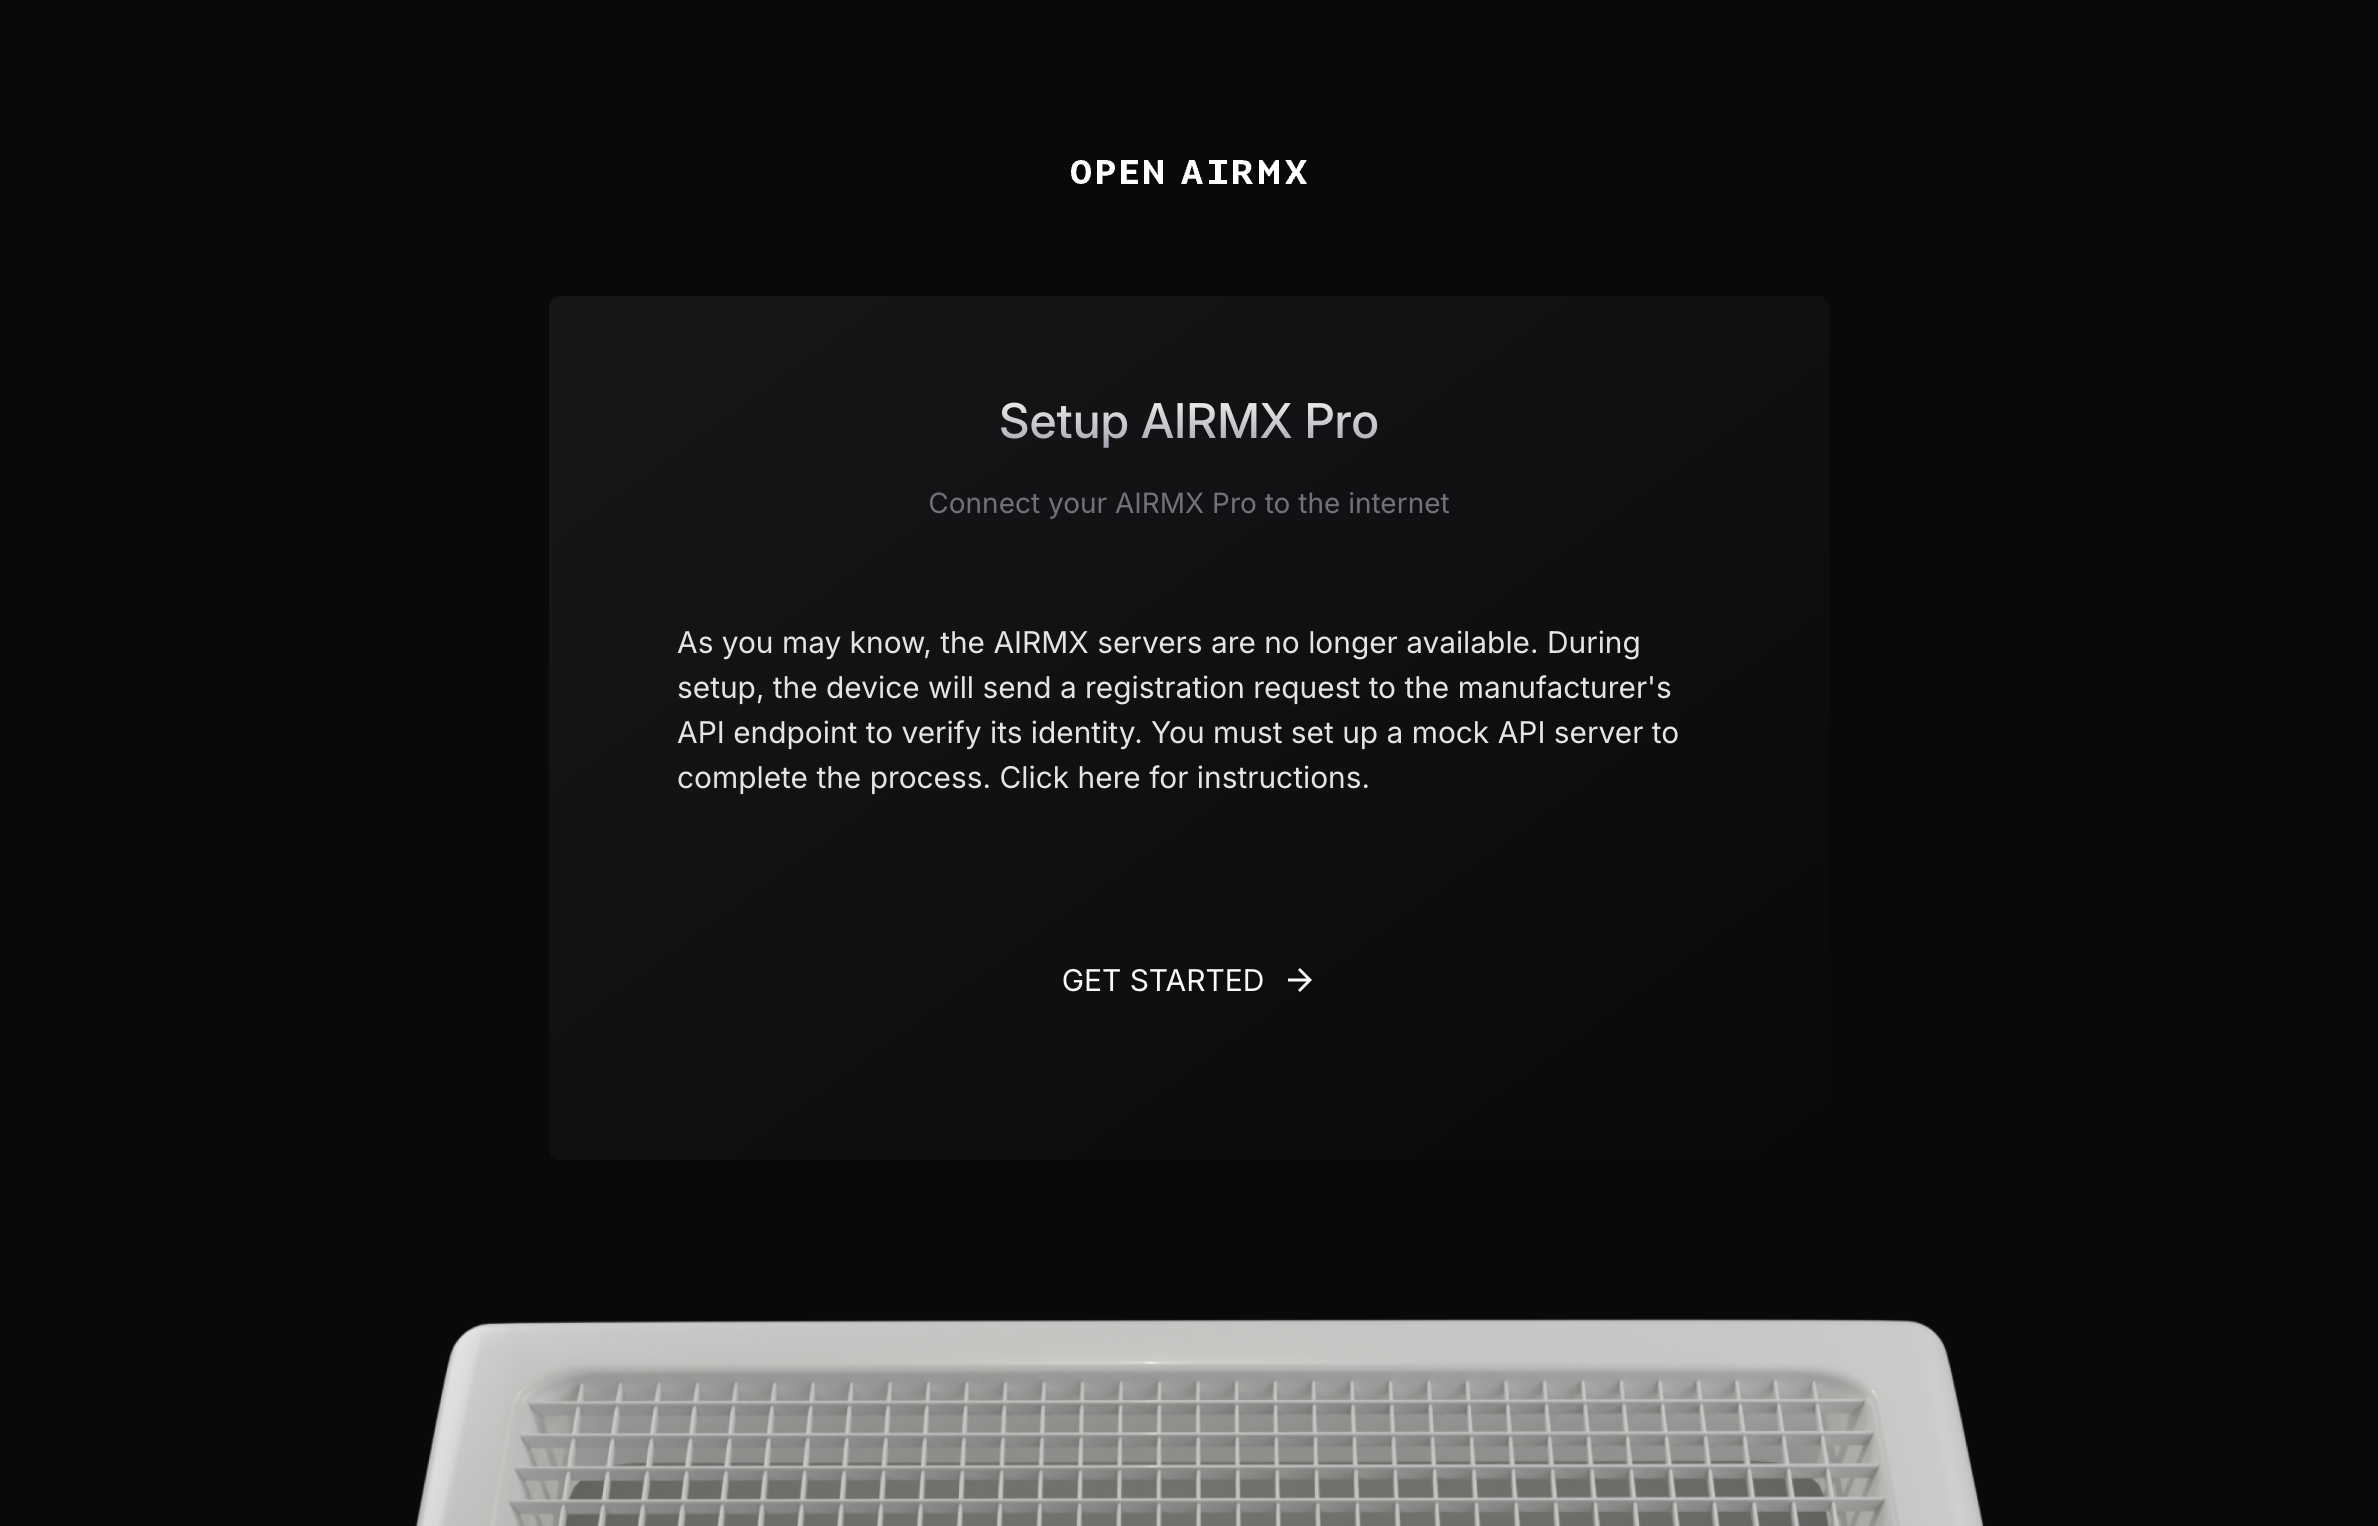 OPEN AIRMX
Setup AIRMX Pro
Connect your AIRMX Pro to the internet
As you may know, the AIRMX servers are no longer available. During
setup, the device will send a registration request to the manufacturer's
API endpoint to verify its identity. You must set up a mock API server to
complete the process. Click here for instructions.
GET STARTED →